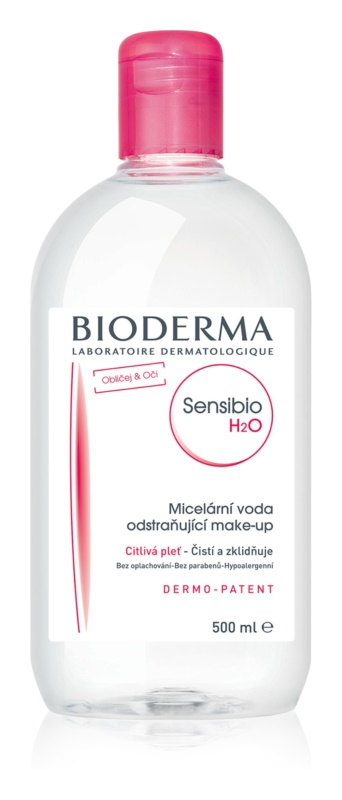 BIODERMA
LABORATOIRE DERMATOLOGIQUE
Obličej & Oči
Sensibio
H2O
Micelární voda
odstraňující make-up
Citlivá pleť - Čistí a zklidňuje
Bez oplachování-Bez parabenů-Hypoalergenní
DERMO-PATENT
500 ml ℮